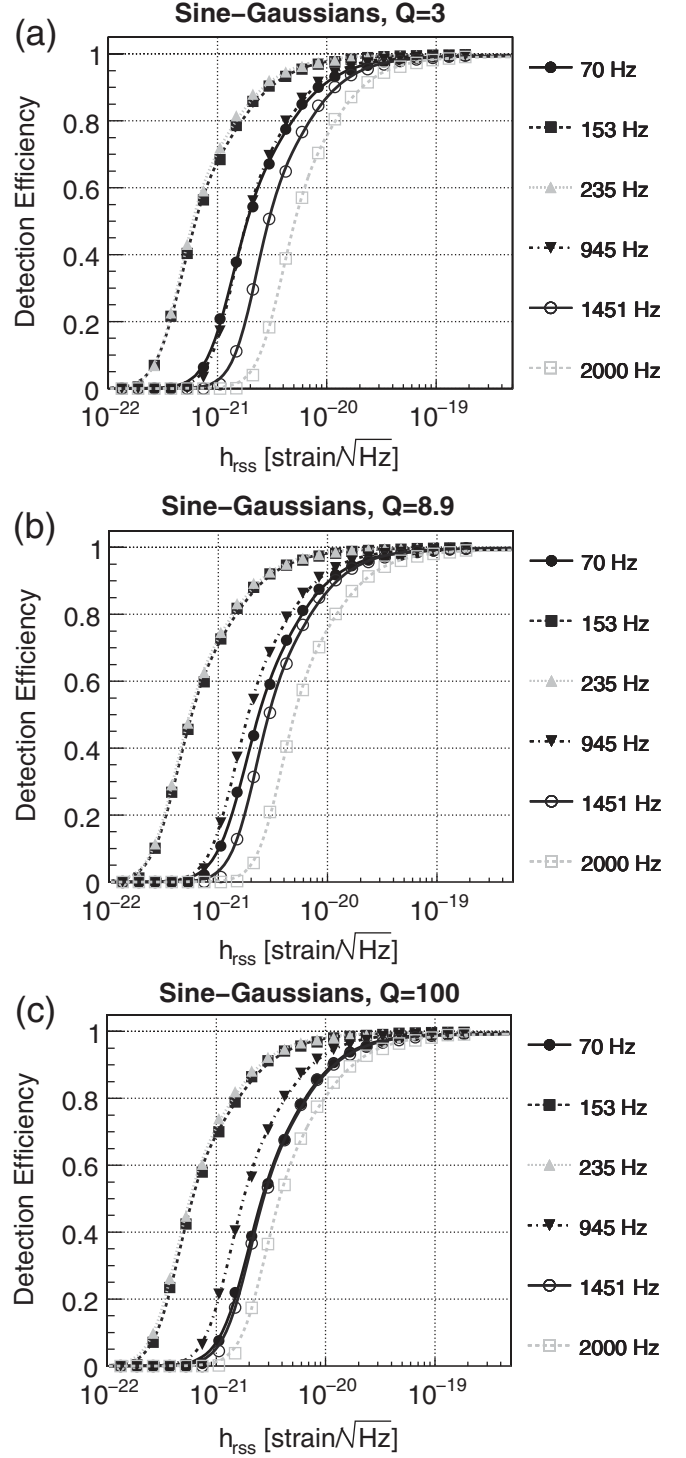 (a)
Sine−Gaussians, Q=3
Detection Efficiency
1
0.8
0.6
0.4
0.2
0
10⁻²² 10⁻²¹ 10⁻²⁰ 10⁻¹⁹
h_rss [strain/√Hz]
70 Hz
153 Hz
235 Hz
945 Hz
1451 Hz
2000 Hz
(b)
Sine−Gaussians, Q=8.9
Detection Efficiency
1
0.8
0.6
0.4
0.2
0
10⁻²² 10⁻²¹ 10⁻²⁰ 10⁻¹⁹
h_rss [strain/√Hz]
70 Hz
153 Hz
235 Hz
945 Hz
1451 Hz
2000 Hz
(c)
Sine−Gaussians, Q=100
Detection Efficiency
1
0.8
0.6
0.4
0.2
0
10⁻²² 10⁻²¹ 10⁻²⁰ 10⁻¹⁹
h_rss [strain/√Hz]
70 Hz
153 Hz
235 Hz
945 Hz
1451 Hz
2000 Hz